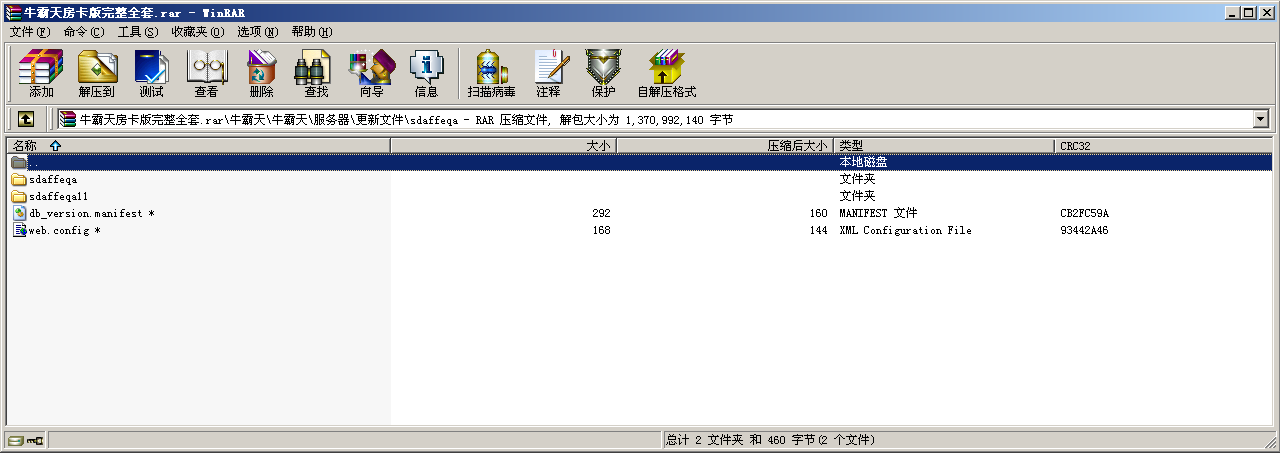 牛霸天房卡版完整全套.rar - WinRAR
文件(F) 命令(C) 工具(S) 收藏夹(O) 选项(N) 帮助(H)
添加 解压到 测试 查看 删除 查找 向导 信息 扫描病毒 注释 保护 自解压格式
牛霸天房卡版完整全套.rar\牛霸天\牛霸天\服务器\更新文件\sdaffeqa - RAR 压缩文件, 解包大小为 1,370,992,140 字节
名称 大小 压缩后大小 类型 CRC32
.. 本地磁盘
sdaffeqa 文件夹
sdaffeqa11 文件夹
db_version.manifest * 292 160 MANIFEST 文件 CB2FC59A
web.config * 168 144 XML Configuration File 93442A46
总计 2 文件夹 和 460 字节(2 个文件)